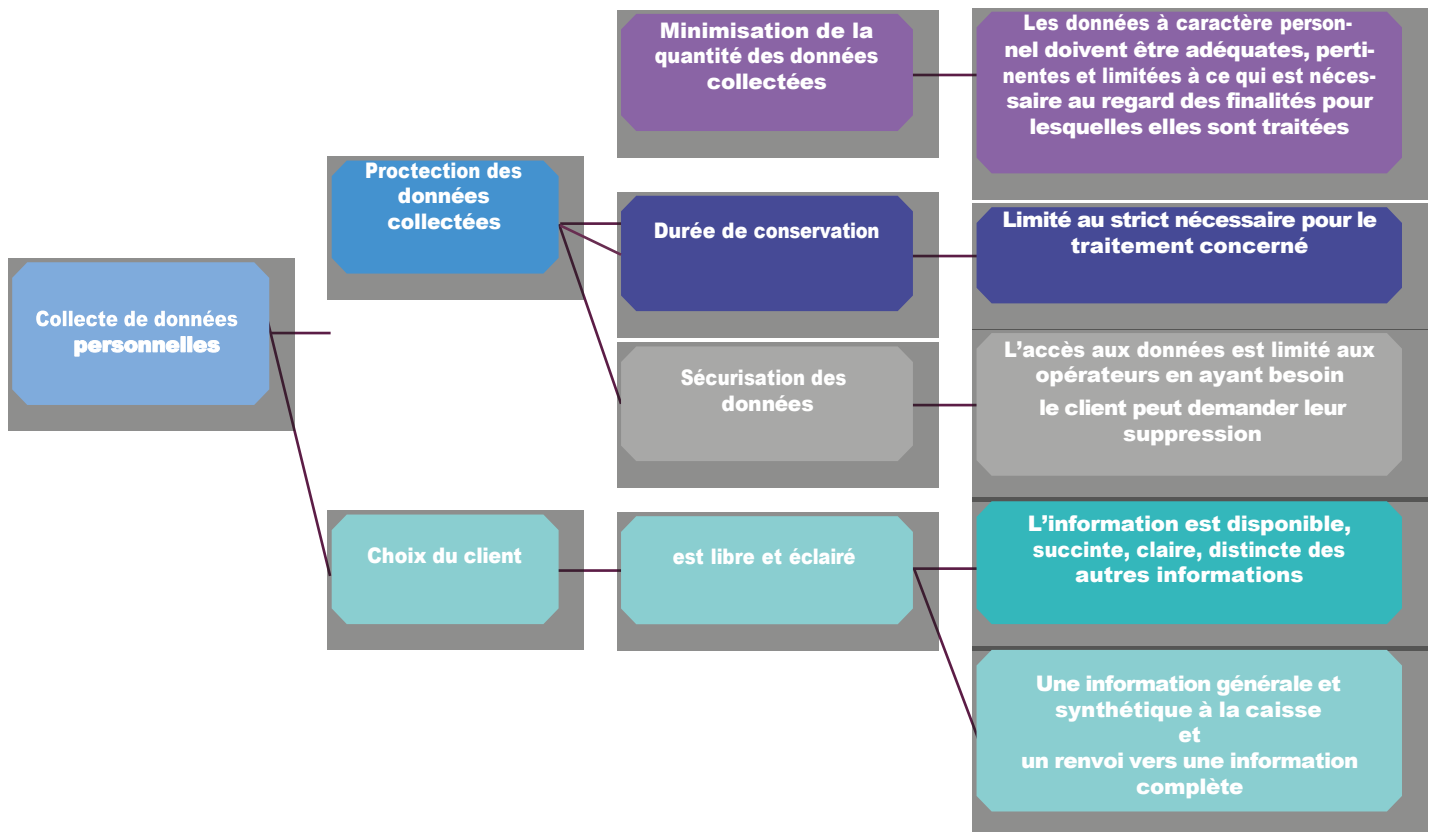 Collecte de données
personnelles
Proctection des
données
collectées
Minimisation de la
quantité des données
collectées
Les données à caractère person-
nel doivent être adéquates, perti-
nentes et limitées à ce qui est néces-
saire au regard des finalités pour
lesquelles elles sont traitées
Durée de conservation
Limité au strict nécessaire pour le
traitement concerné
Sécurisation des
données
L’accès aux données est limité aux
opérateurs en ayant besoin
le client peut demander leur
suppression
Choix du client
est libre et éclairé
L’information est disponible,
succinte, claire, distincte des
autres informations
Une information générale et
synthétique à la caisse
et
un renvoi vers une information
complète